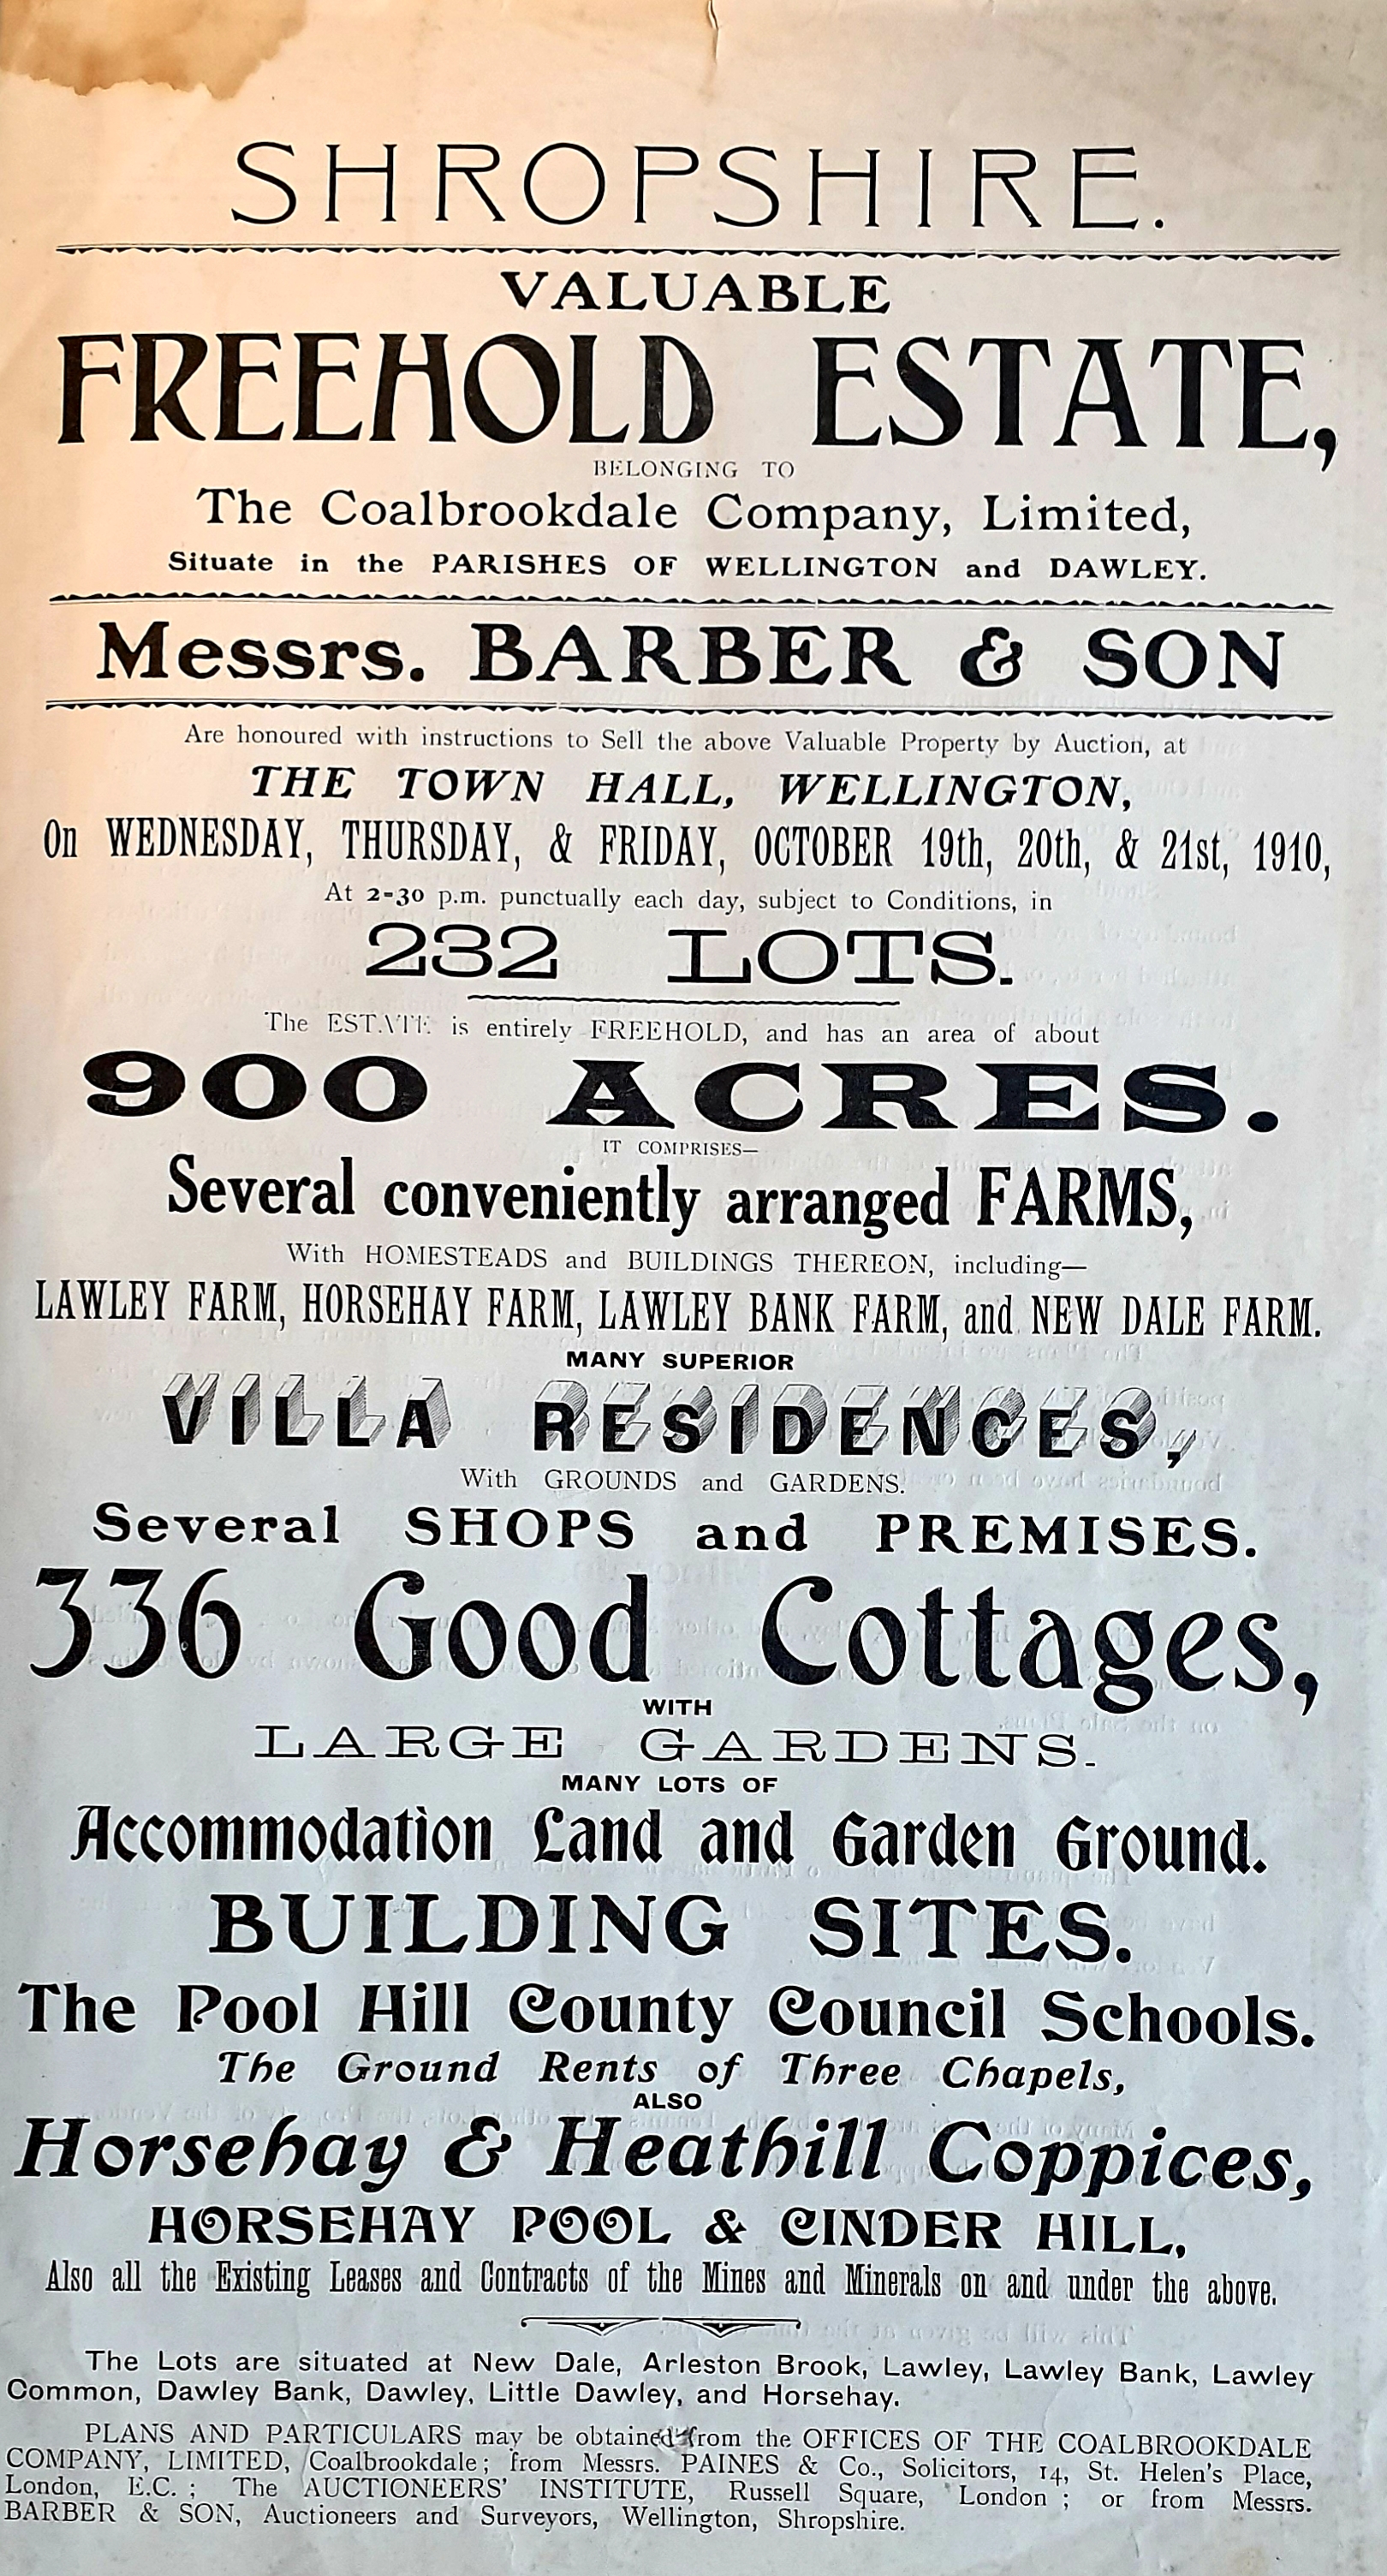 SHROPSHIRE.
VALUABLE
FREEHOLD ESTATE,
BELONGING TO
The Coalbrookdale Company, Limited,
Situate in the PARISHES OF WELLINGTON and DAWLEY.
Messrs. BARBER & SON
Are honoured with instructions to Sell the above Valuable Property by Auction, at
THE TOWN HALL, WELLINGTON,
On WEDNESDAY, THURSDAY, & FRIDAY, OCTOBER 19th, 20th, & 21st, 1910,
At 2-30 p.m. punctually each day, subject to Conditions, in
232 LOTS.
The ESTATE is entirely FREEHOLD, and has an area of about
900 ACRES.
IT COMPRISES—
Several conveniently arranged FARMS,
With HOMESTEADS and BUILDINGS THEREON, including—
LAWLEY FARM, HORSEHAY FARM, LAWLEY BANK FARM, and NEW DALE FARM.
MANY SUPERIOR
VILLA RESIDENCES,
With GROUNDS and GARDENS.
Several SHOPS and PREMISES.
336 Good Cottages,
WITH
LARGE GARDENS.
MANY LOTS OF
Accommodation Land and Garden Ground.
BUILDING SITES.
The Pool Hill County Council Schools.
The Ground Rents of Three Chapels,
ALSO
Horsehay & Heathill Coppices,
HORSEHAY POOL & CINDER HILL,
Also all the Existing Leases and Contracts of the Mines and Minerals on and under the above.
The Lots are situated at New Dale, Arleston Brook, Lawley, Lawley Bank, Lawley
Common, Dawley Bank, Dawley, Little Dawley, and Horsehay.
PLANS AND PARTICULARS may be obtained from the OFFICES OF THE COALBROOKDALE
COMPANY, LIMITED, Coalbrookdale; from Messrs. PAINES & Co., Solicitors, 14, St. Helen's Place,
London, E.C.; The AUCTIONEERS' INSTITUTE, Russell Square, London; or from Messrs.
BARBER & SON, Auctioneers and Surveyors, Wellington, Shropshire.